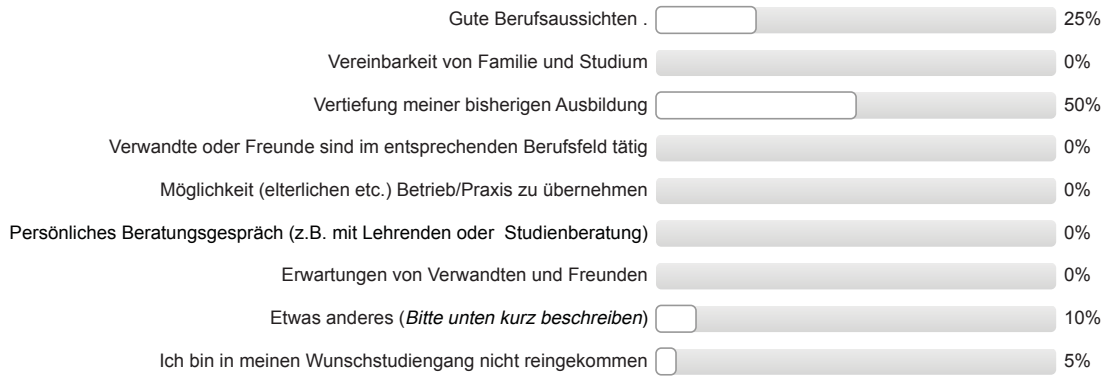 Gute Berufsaussichten . 25%
Vereinbarkeit von Familie und Studium 0%
Vertiefung meiner bisherigen Ausbildung 50%
Verwandte oder Freunde sind im entsprechenden Berufsfeld tätig 0%
Möglichkeit (elterlichen etc.) Betrieb/Praxis zu übernehmen 0%
Persönliches Beratungsgespräch (z.B. mit Lehrenden oder Studienberatung) 0%
Erwartungen von Verwandten und Freunden 0%
Etwas anderes (Bitte unten kurz beschreiben) 10%
Ich bin in meinen Wunschstudiengang nicht reingekommen 5%